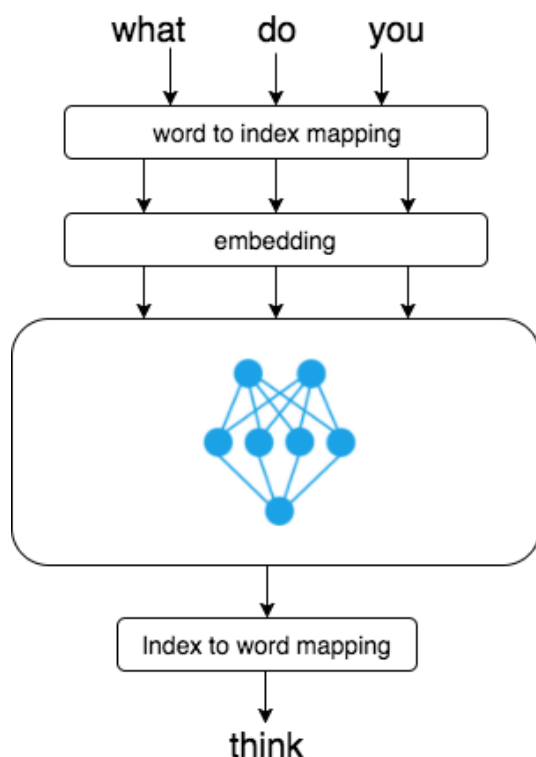 what do you
word to index mapping
embedding
Index to word mapping
think